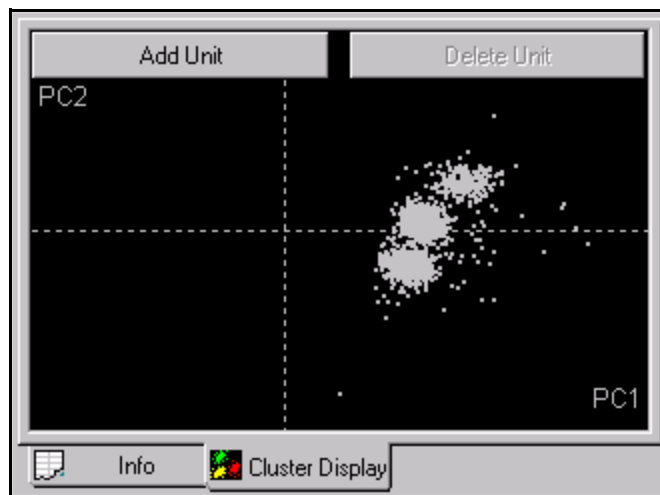 Add Unit
Delete Unit
PC2
PC1
Info
Cluster Display